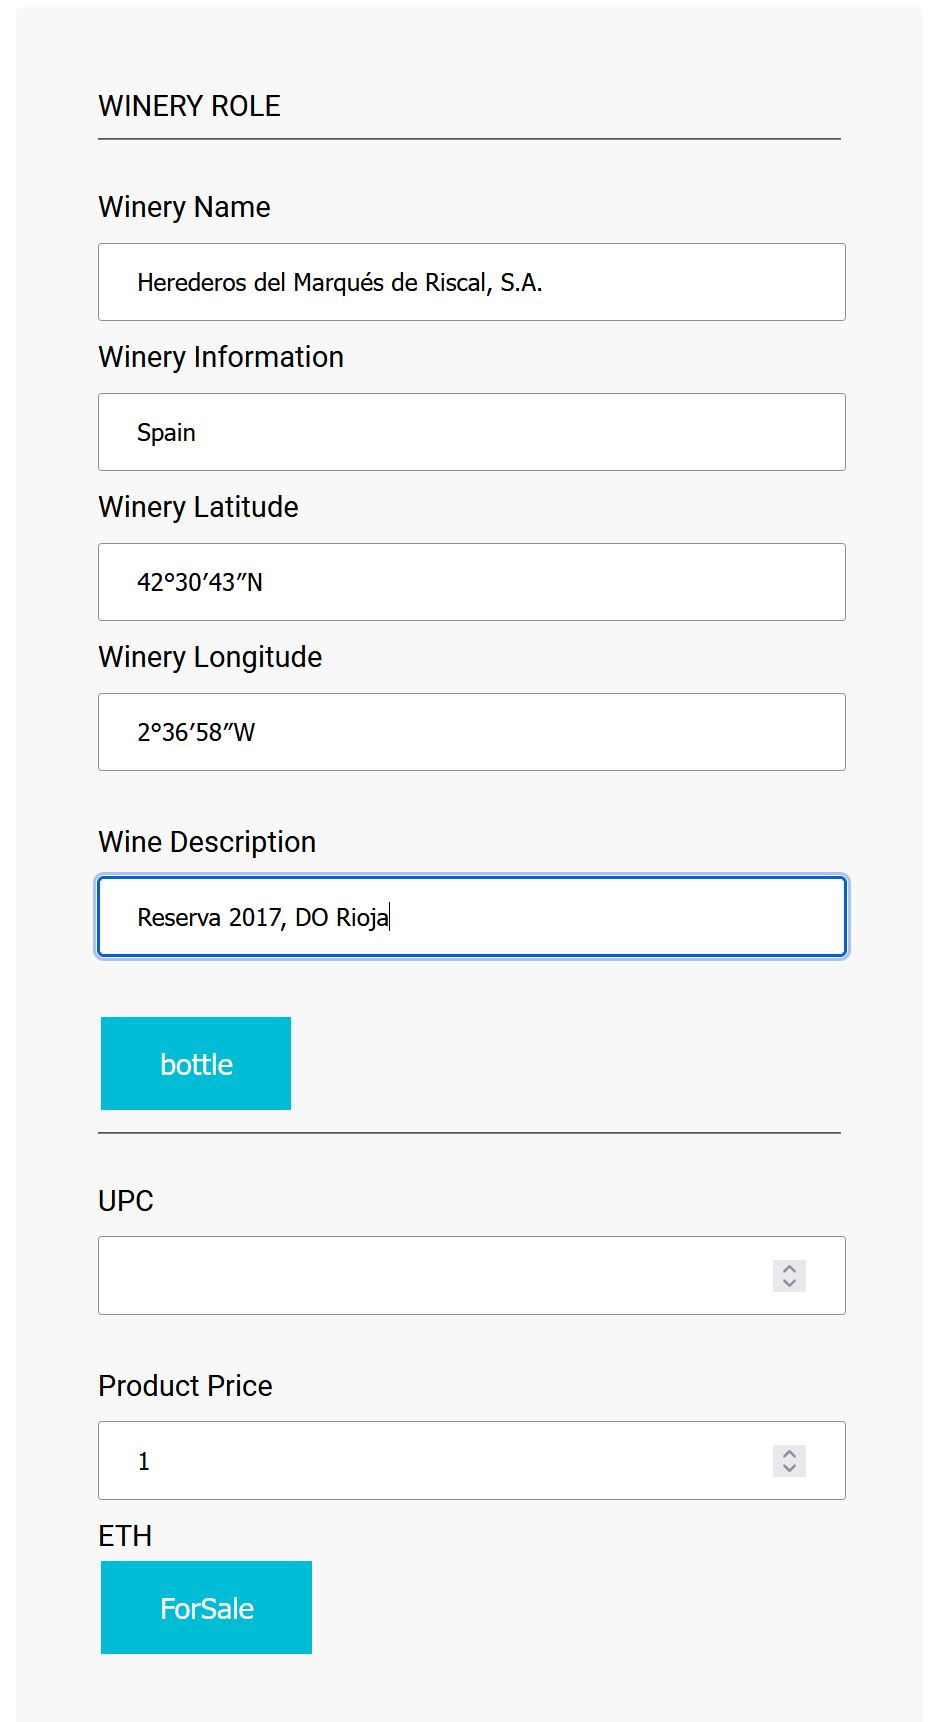 WINERY ROLE
Winery Name
Herederos del Marqués de Riscal, S.A.
Winery Information
Spain
Winery Latitude
42°30′43″N
Winery Longitude
2°36′58″W
Wine Description
Reserva 2017, DO Rioja
bottle
UPC
Product Price
1
ETH
ForSale